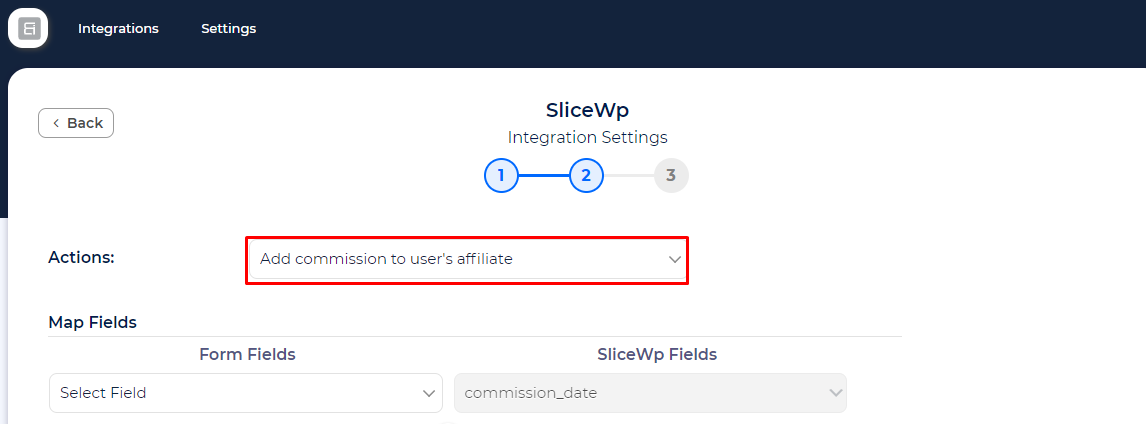 Integrations Settings
Back
SliceWp
Integration Settings
1 2 3
Actions: Add commission to user's affiliate
Map Fields
Form Fields SliceWp Fields
Select Field commission_date